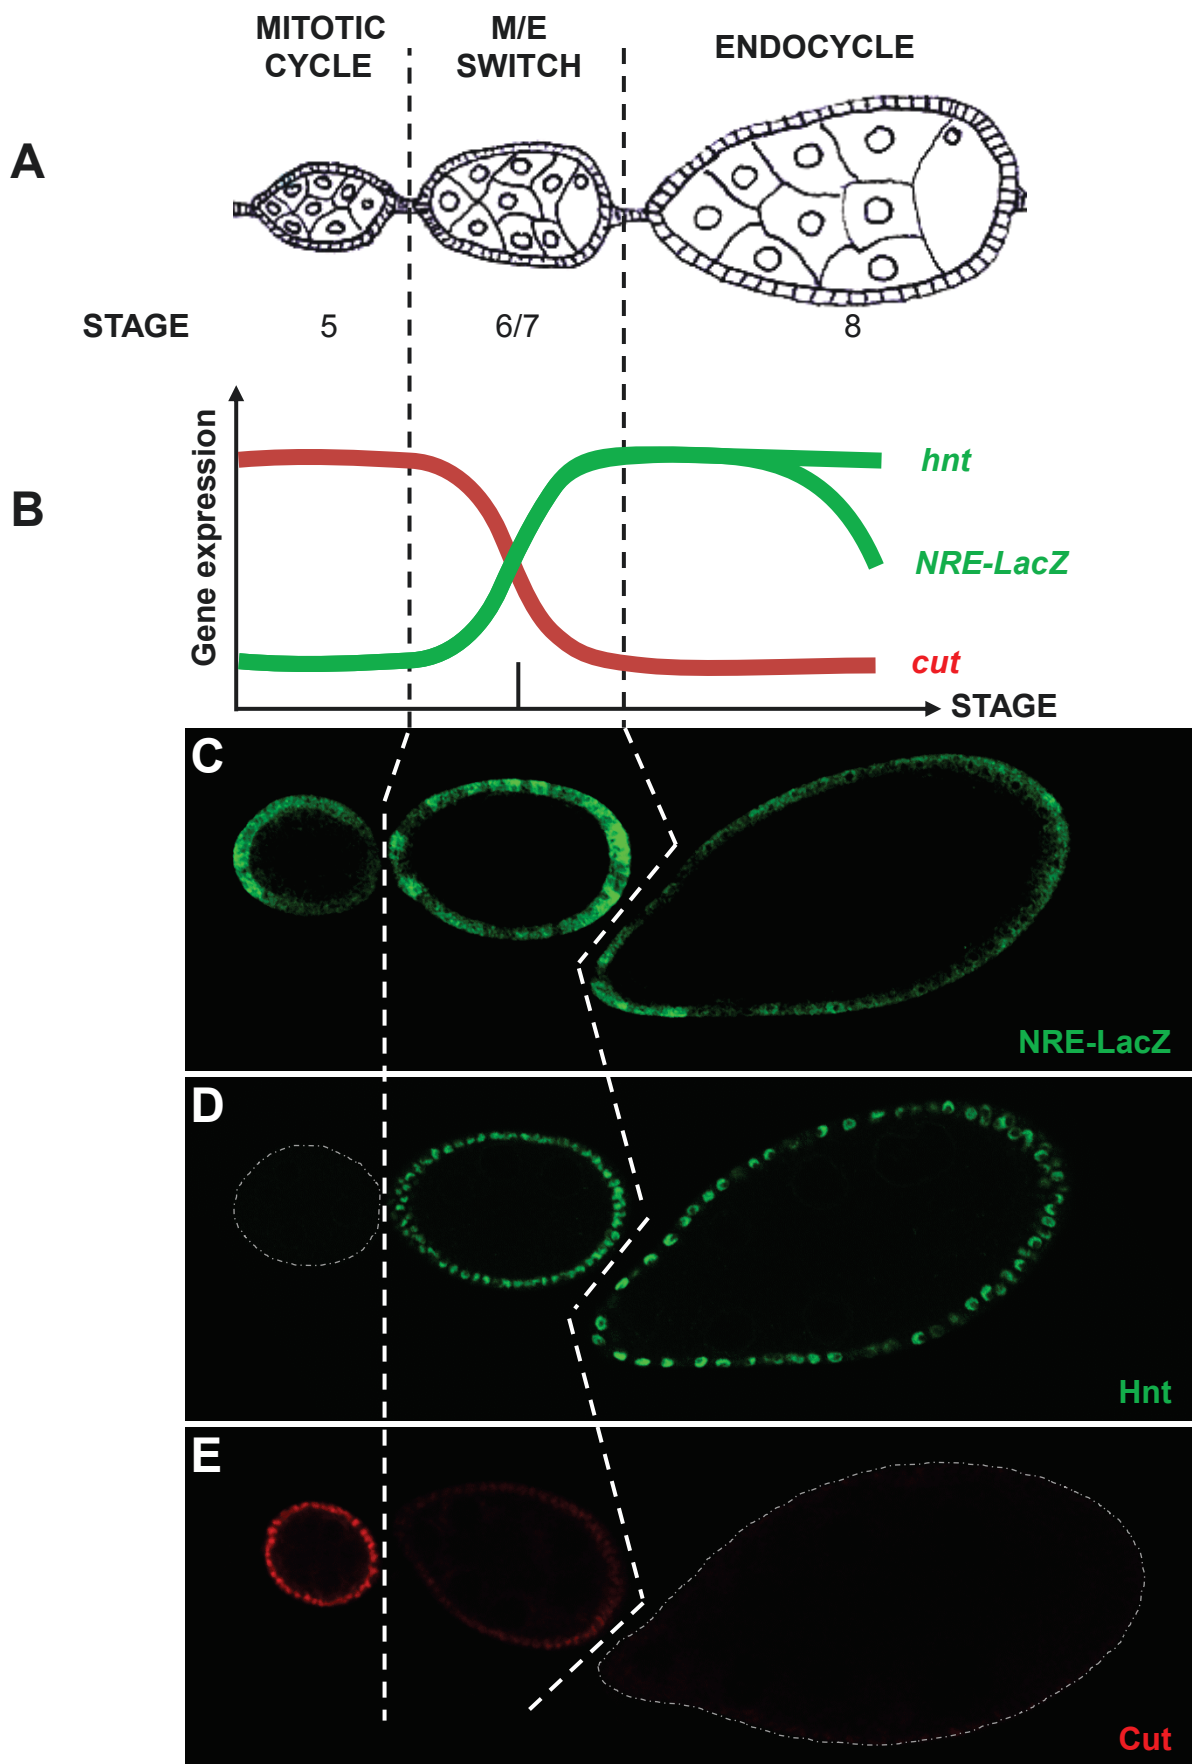 MITOTIC
CYCLE
M/E
SWITCH
ENDOCYCLE
A
STAGE
5
6/7
8
B
Gene expression
hnt
NRE-LacZ
cut
STAGE
C
NRE-LacZ
D
Hnt
E
Cut